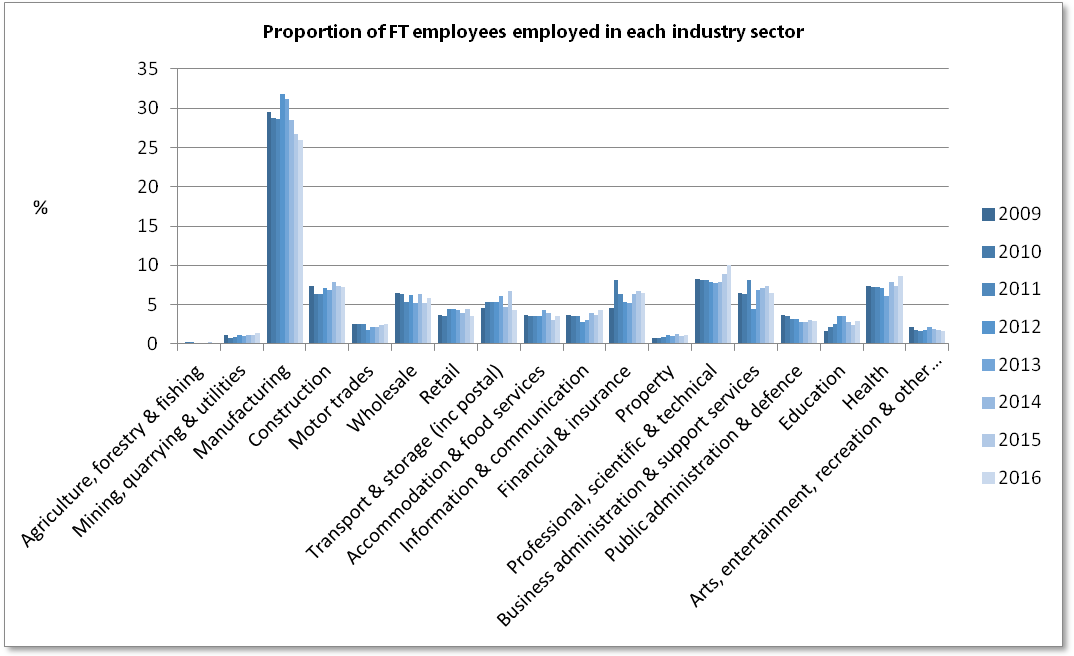 Proportion of FT employees employed in each industry sector
35
30
25
20
15
10
5
0
%
Agriculture, forestry & fishing
Mining, quarrying & utilities
Manufacturing
Construction
Motor trades
Wholesale
Retail
Transport & storage (inc postal)
Accommodation & food services
Information & communication
Financial & insurance
Property
Professional, scientific & technical
Business administration & support services
Public administration & defence
Education
Health
Arts, entertainment, recreation & other...
2009
2010
2011
2012
2013
2014
2015
2016